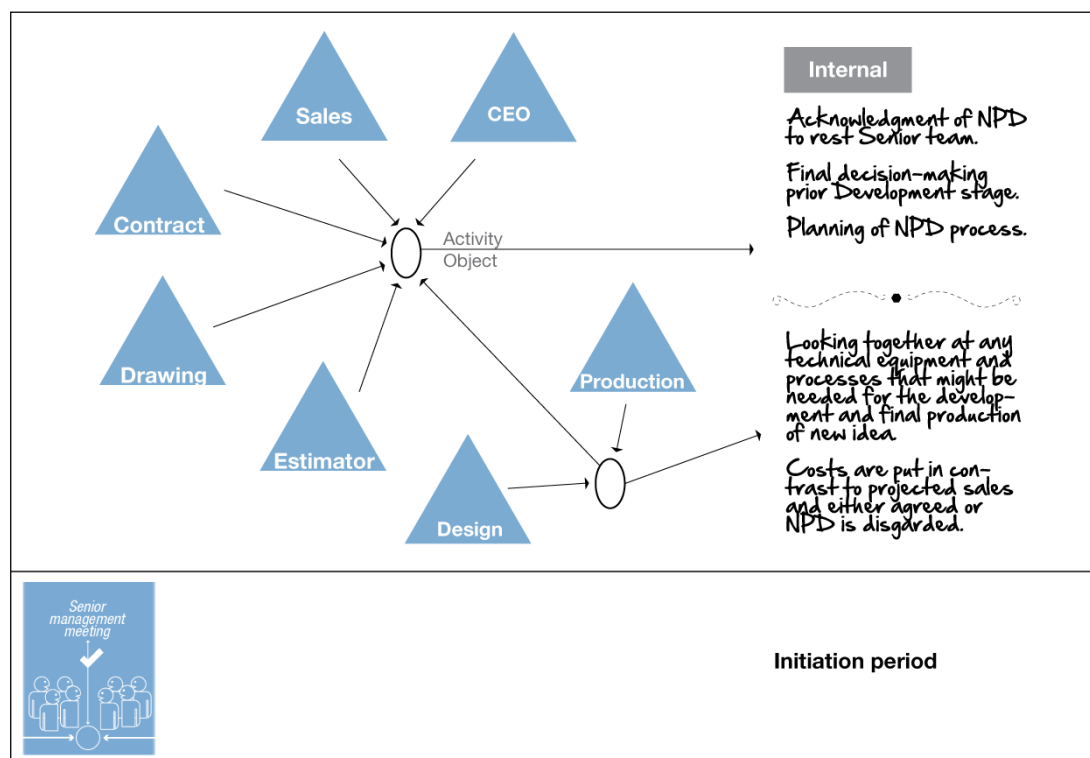 Sales
CEO
Contract
Drawing
Estimator
Activity
Object
Production
Design
Internal
Acknowledgment of NPD
to rest Senior team.
Final decision-making
prior Development stage.
Planning of NPD process.
Looking together at any
technical equipment and
processes that might be
needed for the develop-
ment and final production
of new idea.
Costs are put in con-
trast to projected sales
and either agreed or
NPD is disgarded.
Senior
management
meeting
Initiation period